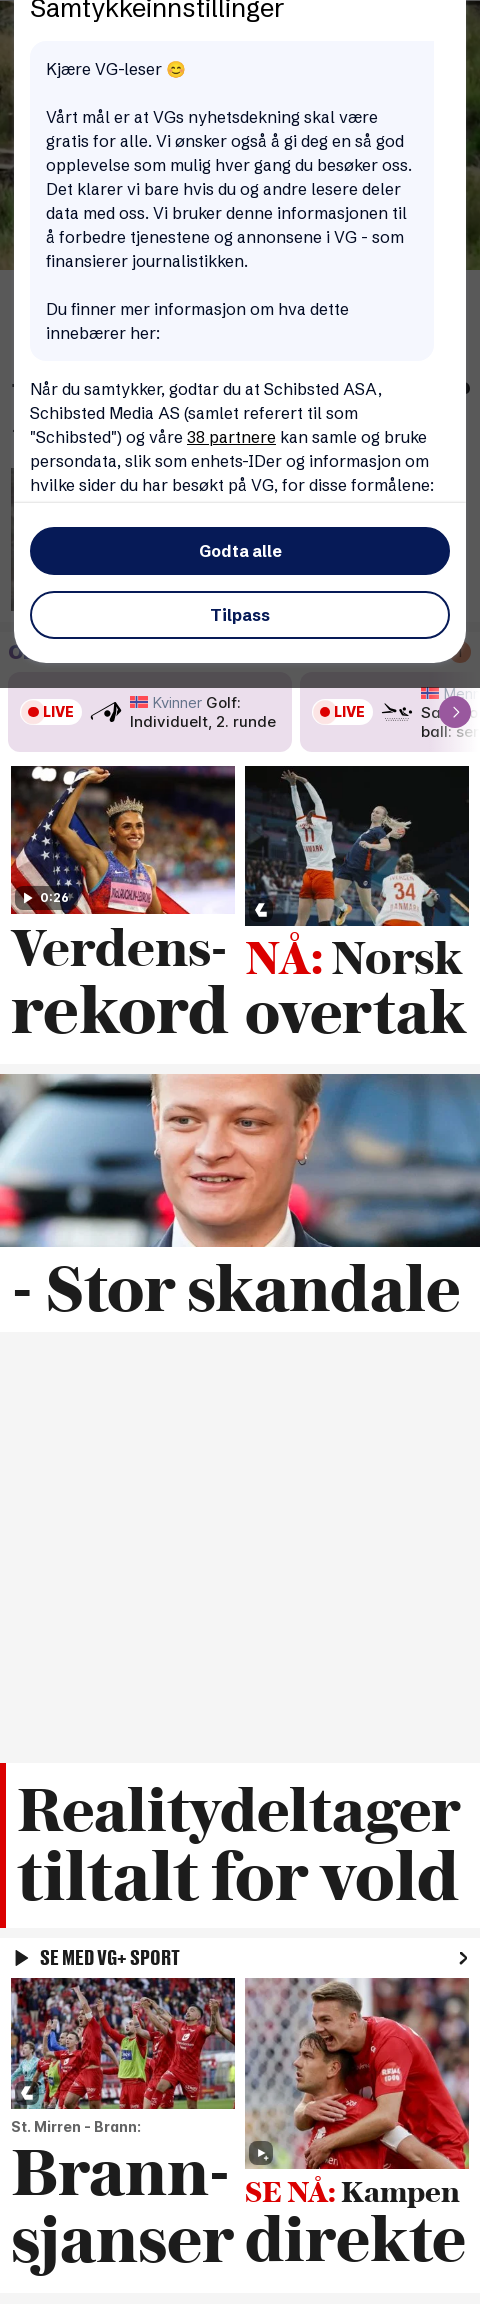 Samtykkeinnstillinger
Kjære VG-leser 😊
Vårt mål er at VGs nyhetsdekning skal være
gratis for alle. Vi ønsker også å gi deg en så god
opplevelse som mulig hver gang du besøker oss.
Det klarer vi bare hvis du og andre lesere deler
data med oss. Vi bruker denne informasjonen til
å forbedre tjenestene og annonsene i VG - som
finansierer journalistikken.
Du finner mer informasjon om hva dette
innebærer her:
Når du samtykker, godtar du at Schibsted ASA,
Schibsted Media AS (samlet referert til som
"Schibsted") og våre 38 partnere kan samle og bruke
persondata, slik som enhets-IDer og informasjon om
hvilke sider du har besøkt på VG, for disse formålene:
Godta alle
Tilpass
LIVE
Kvinner Golf:
Individuelt, 2. runde
LIVE
ball:
0:26
11
34
Verdens-
rekord
NÅ: Norsk
overtak
- Stor skandale
Realitydeltager
tiltalt for vold
SE MED VG+ SPORT
St. Mirren - Brann:
Brann-
sjanser
SE NÅ: Kampen
direkte